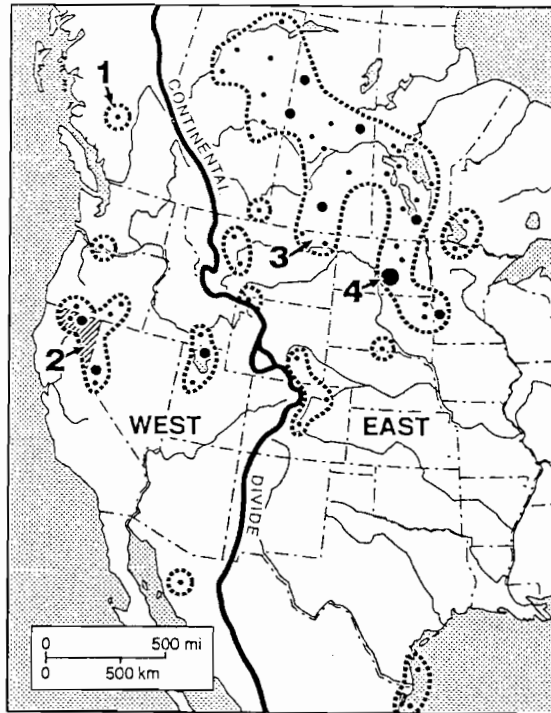 1
CONTINENTAL
3
4
2
WEST
EAST
DIVIDE
0 500 mi
0 500 km